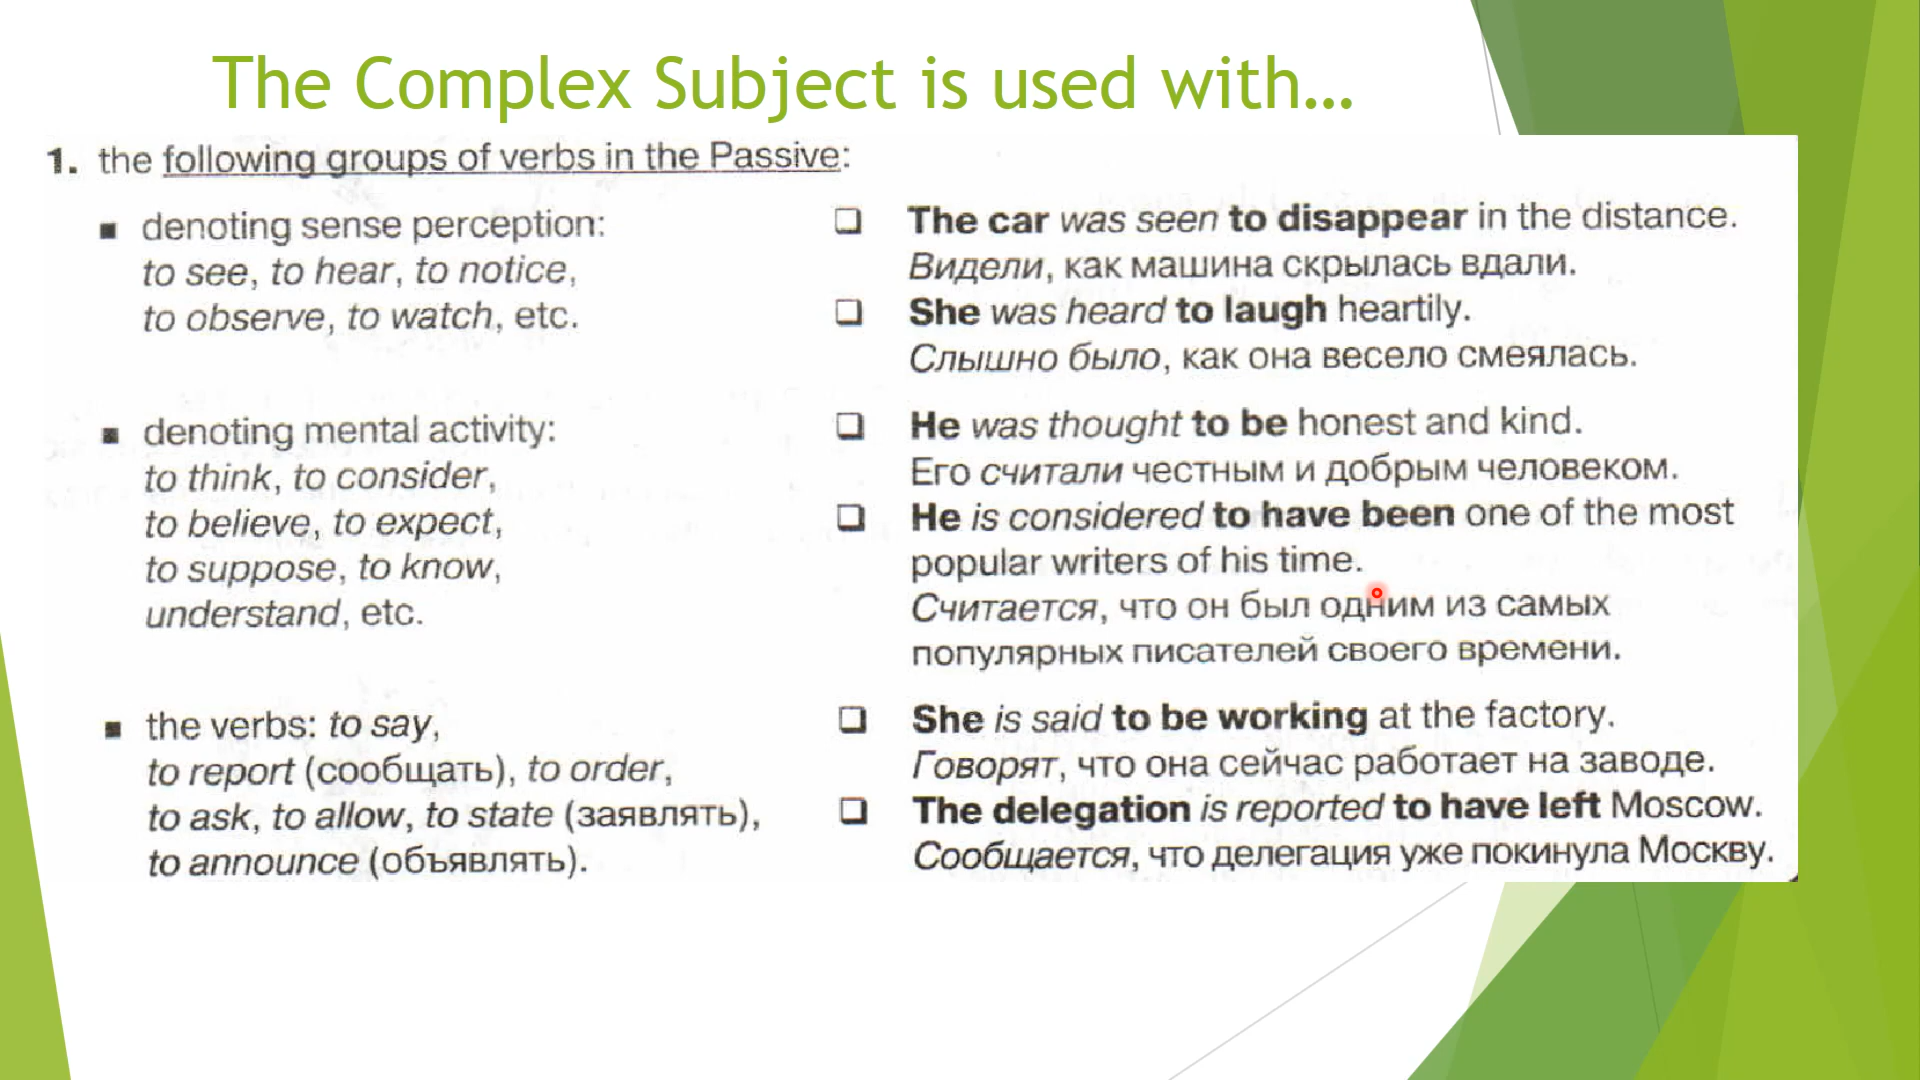 The Complex Subject is used with...
1. the following groups of verbs in the Passive:
▪ denoting sense perception:
to see, to hear, to notice,
to observe, to watch, etc.
❑ The car was seen to disappear in the distance.
Видели, как машина скрылась вдали.
❑ She was heard to laugh heartily.
Слышно было, как она весело смеялась.
▪ denoting mental activity:
to think, to consider,
to believe, to expect,
to suppose, to know,
understand, etc.
❑ He was thought to be honest and kind.
Его считали честным и добрым человеком.
❑ He is considered to have been one of the most
popular writers of his time.
Считается, что он был одним из самых
популярных писателей своего времени.
▪ the verbs: to say,
to report (сообщать), to order,
to ask, to allow, to state (заявлять),
to announce (объявлять).
❑ She is said to be working at the factory.
Говорят, что она сейчас работает на заводе.
❑ The delegation is reported to have left Moscow.
Сообщается, что делегация уже покинула Москву.